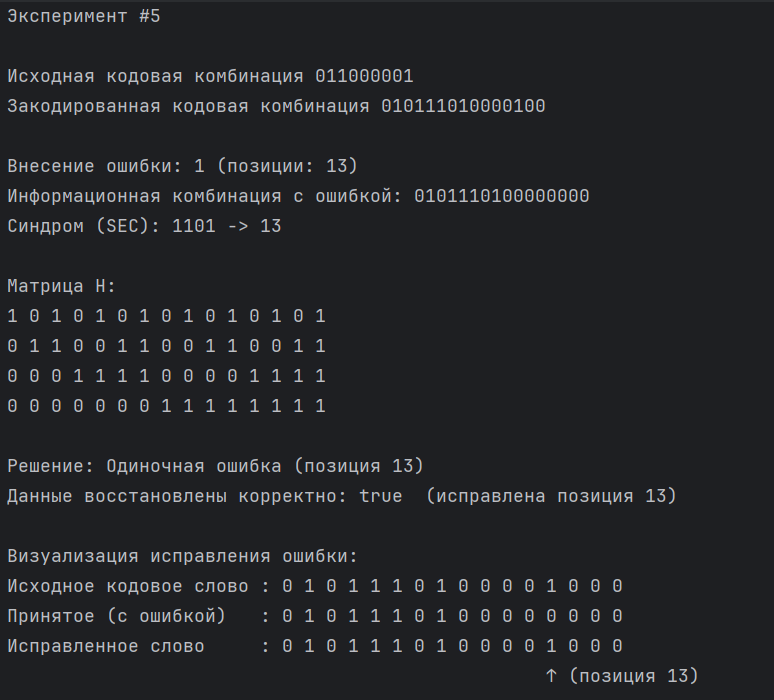 Эксперимент #5
Исходная кодовая комбинация 011000001
Закодированная кодовая комбинация 010111010000100
Внесение ошибки: 1 (позиции: 13)
Информационная комбинация с ошибкой: 0101110100000000
Синдром (SEC): 1101 -> 13
Матрица H:
1 0 1 0 1 0 1 0 1 0 1 0 1 0 1
0 1 1 0 0 1 1 0 0 1 1 0 0 1 1
0 0 0 1 1 1 1 0 0 0 0 1 1 1 1
0 0 0 0 0 0 0 1 1 1 1 1 1 1 1
Решение: Одиночная ошибка (позиция 13)
Данные восстановлены корректно: true  (исправлена позиция 13)
Визуализация исправления ошибки:
Исходное кодовое слово : 0 1 0 1 1 1 0 1 0 0 0 0 1 0 0 0
Принятое (с ошибкой)   : 0 1 0 1 1 1 0 1 0 0 0 0 0 0 0 0
Исправленное слово     : 0 1 0 1 1 1 0 1 0 0 0 0 1 0 0 0
↑ (позиция 13)